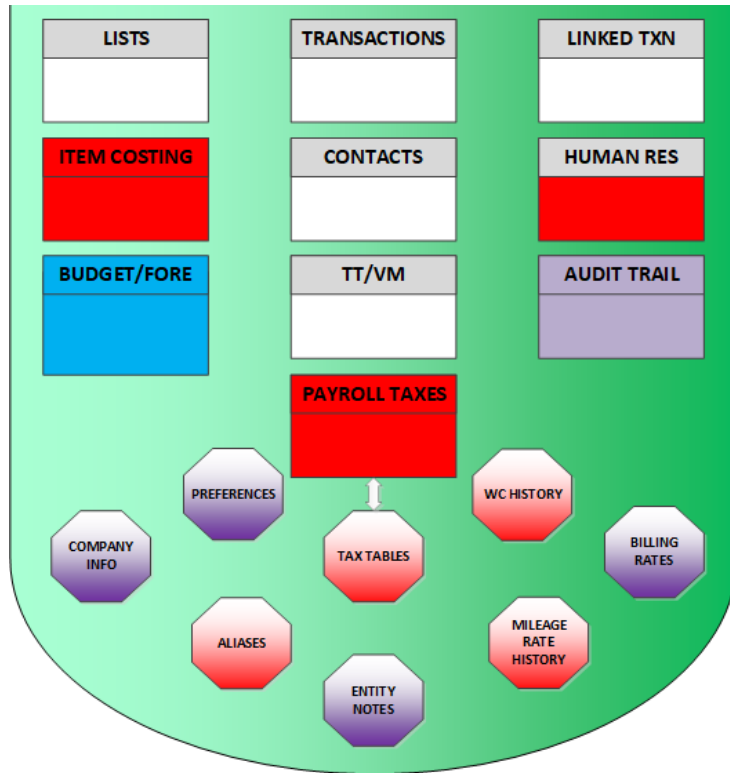 LISTS
TRANSACTIONS
LINKED TXN
ITEM COSTING
CONTACTS
HUMAN RES
BUDGET/FORE
TT/VM
AUDIT TRAIL
PAYROLL TAXES
PREFERENCES
WC HISTORY
COMPANY
INFO
TAX TABLES
BILLING
RATES
ALIASES
MILEAGE
RATE
HISTORY
ENTITY
NOTES